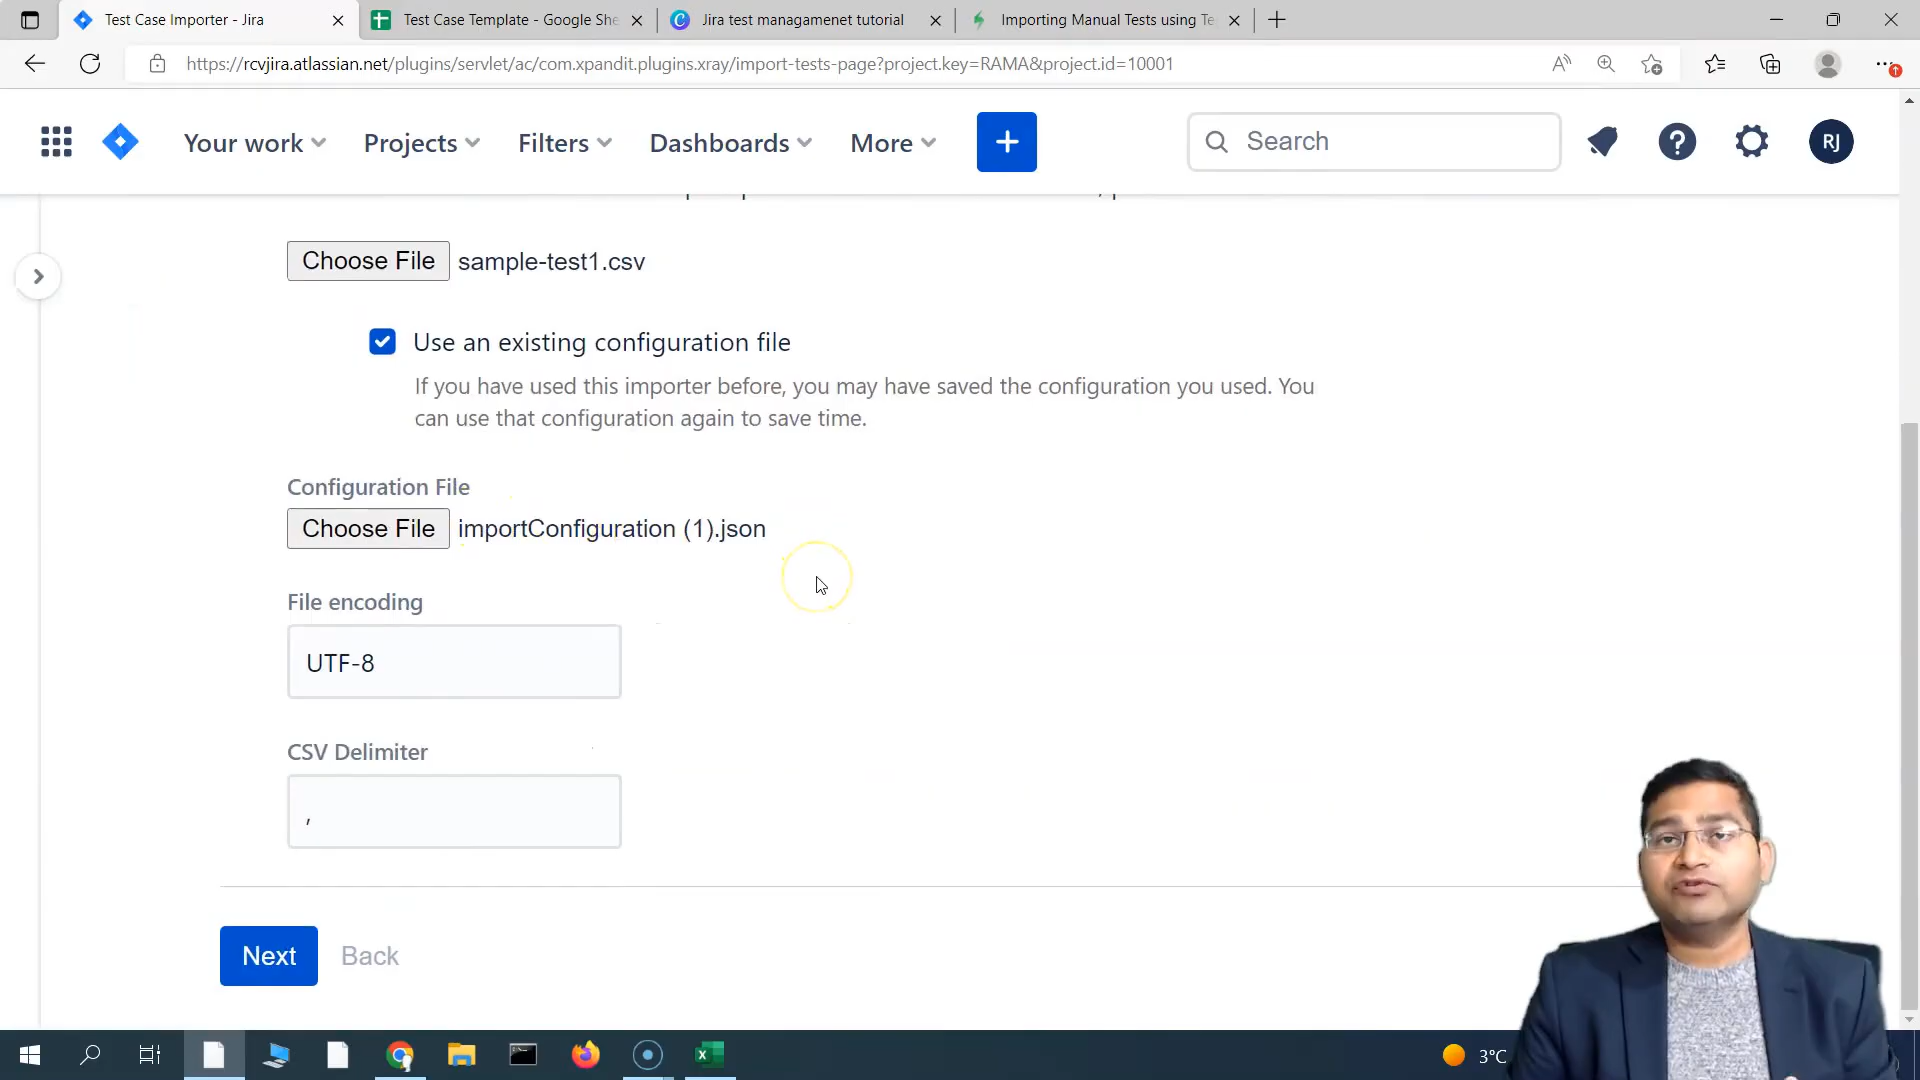 Test Case Importer - Jira
Test Case Template - Google She
Jira test managamenet tutorial
Importing Manual Tests using Te
https://rcvjira.atlassian.net/plugins/servlet/ac/com.xpandit.plugins.xray/import-tests-page?project.key=RAMA&project.id=10001
Your work
Projects
Filters
Dashboards
More
Search
RJ
Choose File sample-test1.csv
Use an existing configuration file
If you have used this importer before, you may have saved the configuration you used. You
can use that configuration again to save time.
Configuration File
Choose File importConfiguration (1).json
File encoding
UTF-8
CSV Delimiter
,
Next
Back
3°C